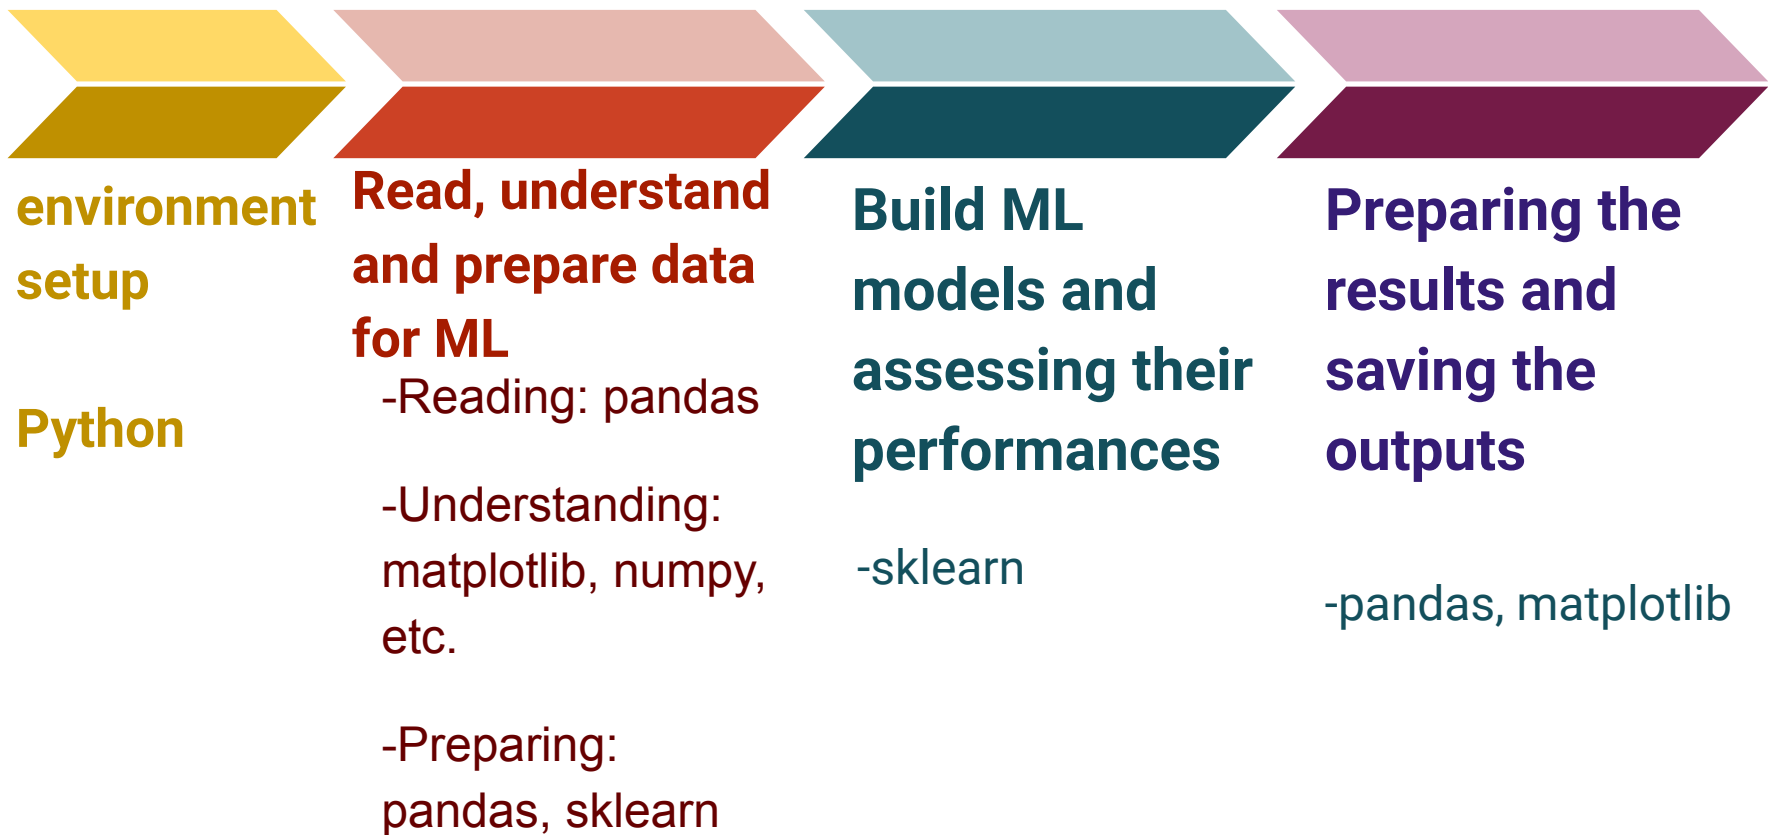 environment
setup
Python
Read, understand
and prepare data
for ML
-Reading: pandas
-Understanding:
matplotlib, numpy,
etc.
-Preparing:
pandas, sklearn
Build ML
models and
assessing their
performances
-sklearn
Preparing the
results and
saving the
outputs
-pandas, matplotlib